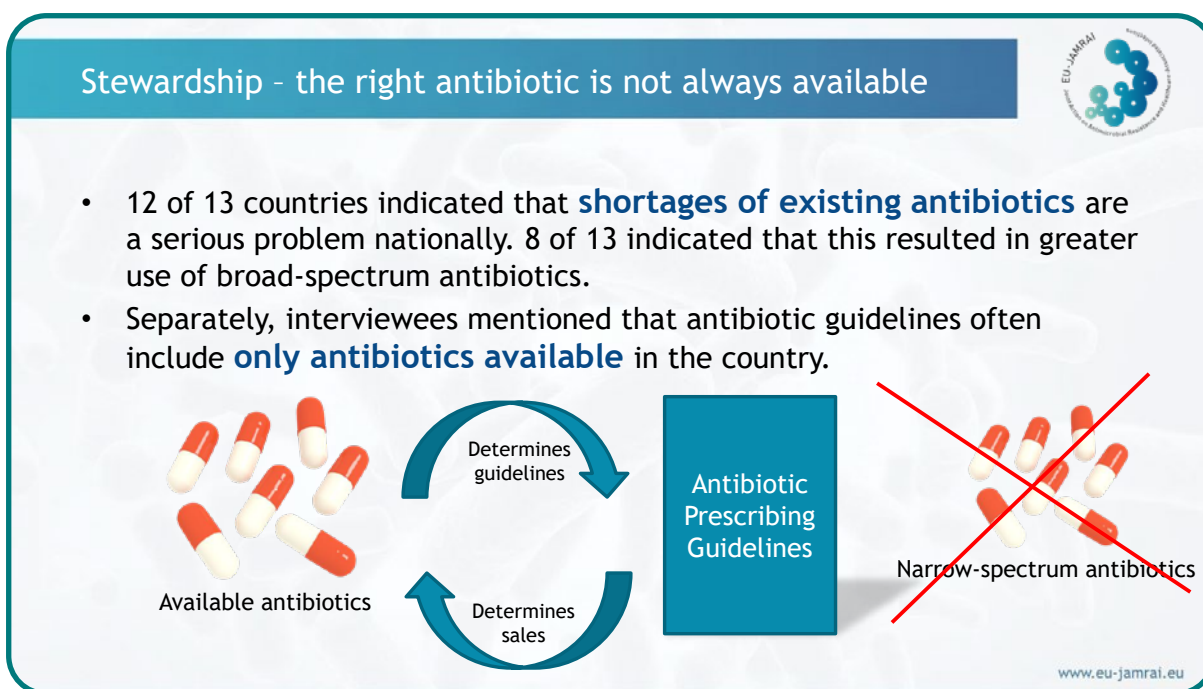 Stewardship – the right antibiotic is not always available
EU-JAMRAI
• 12 of 13 countries indicated that shortages of existing antibiotics are
a serious problem nationally. 8 of 13 indicated that this resulted in greater
use of broad-spectrum antibiotics.
• Separately, interviewees mentioned that antibiotic guidelines often
include only antibiotics available in the country.
Determines
guidelines
Antibiotic
Prescribing
Guidelines
Narrow-spectrum antibiotics
Available antibiotics
Determines
sales
www.eu-jamrai.eu